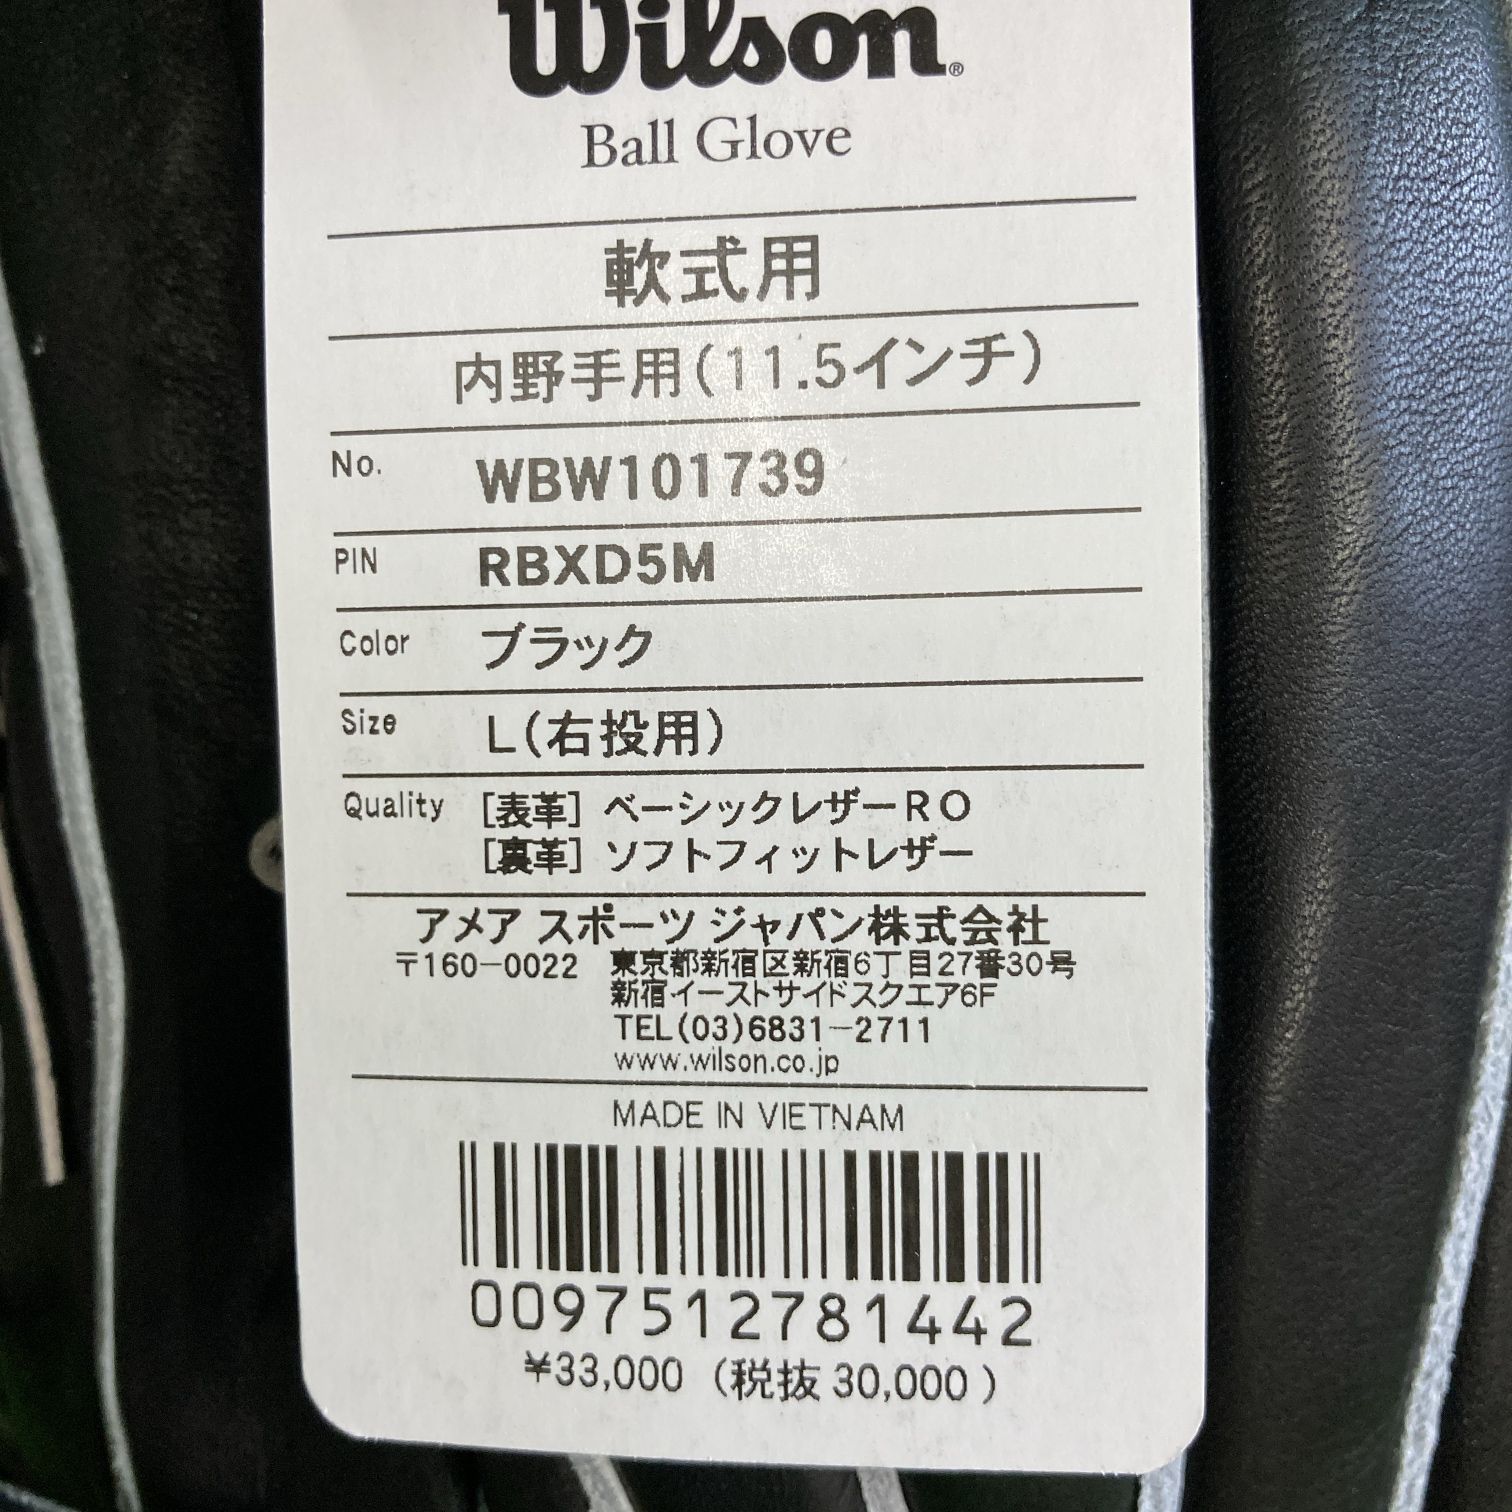 Wilson®
Ball Glove
軟式用
内野手用(11.5インチ)
No. WBW101739
PIN RBXD5M
Color ブラック
Size L(右投用)
Quality [表革] ベーシックレザーRO
[裏革] ソフトフィットレザー
アメア スポーツ ジャパン株式会社
〒160-0022 東京都新宿区新宿6丁目27番30号
新宿イーストサイドスクエア6F
TEL(03)6831-2711
www.wilson.co.jp
MADE IN VIETNAM
0097512781442
¥33,000 (税抜 30,000)